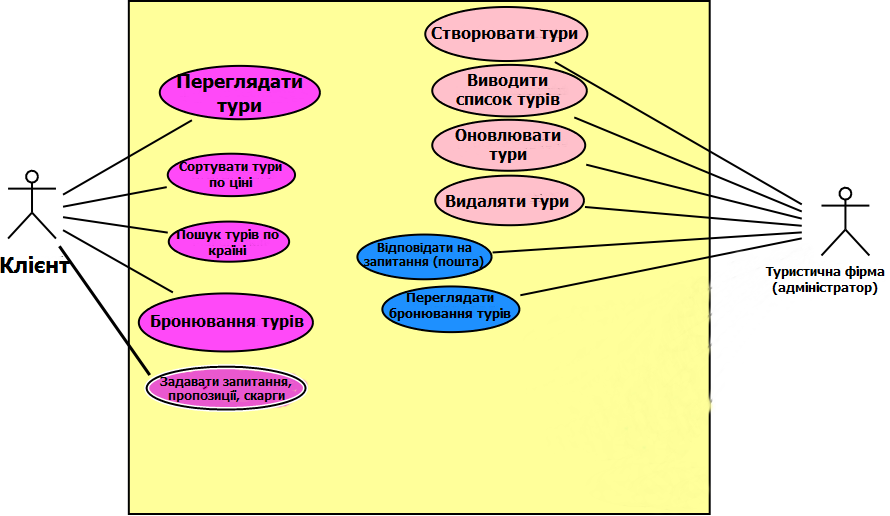 Клієнт
Переглядати
тури
Сортувати тури
по ціні
Пошук турів по
країні
Бронювання турів
Задавати запитання,
пропозиції, скарги
Створювати тури
Виводити
список турів
Оновлювати
тури
Видаляти тури
Відповідати на
запитання (пошта)
Переглядати
бронювання турів
Туристична фірма
(адміністратор)